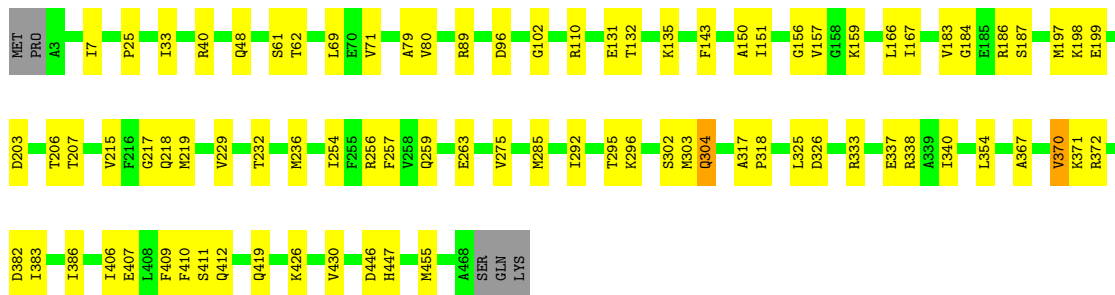 MET PRO A3 I7 P25 I33 R40 Q48 S61 T62 L69 E70 V71 A79 V80 R89 D96 G102 R110 E131 T132 K135 F143 A150 I151 G156 V157 G158 K159 L166 I167 V183 G184 E185 R186 S187 M197 K198 E199
D203 T206 T207 V215 F216 G217 Q218 M219 V229 T232 M236 I254 F255 R256 F257 V258 Q259 E263 V275 M285 I292 T295 K296 S302 M303 Q304 A317 P318 L325 D326 R333 E337 R338 A339 I340 L354 A367 V370 K371 R372
D382 I383 I386 I406 E407 L408 F409 F410 S411 Q412 Q419 K426 V430 D446 H447 M455 A468 SER GLN LYS